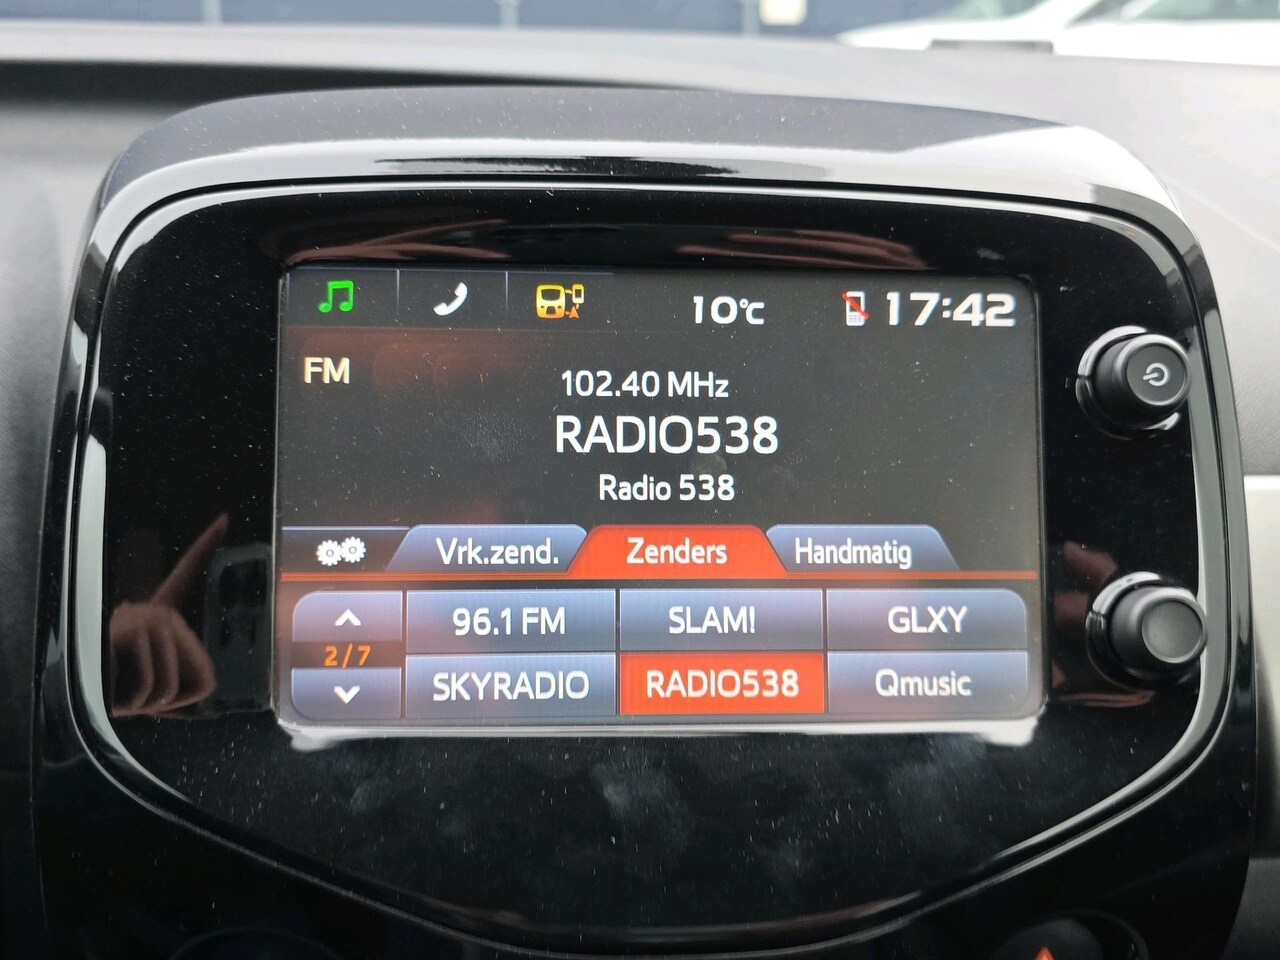 10°C 17:42
FM
102.40 MHz
RADIO538
Radio 538
Vrk.zend. Zenders Handmatig
96.1 FM SLAM! GLXY
2/7
SKYRADIO RADIO538 Qmusic